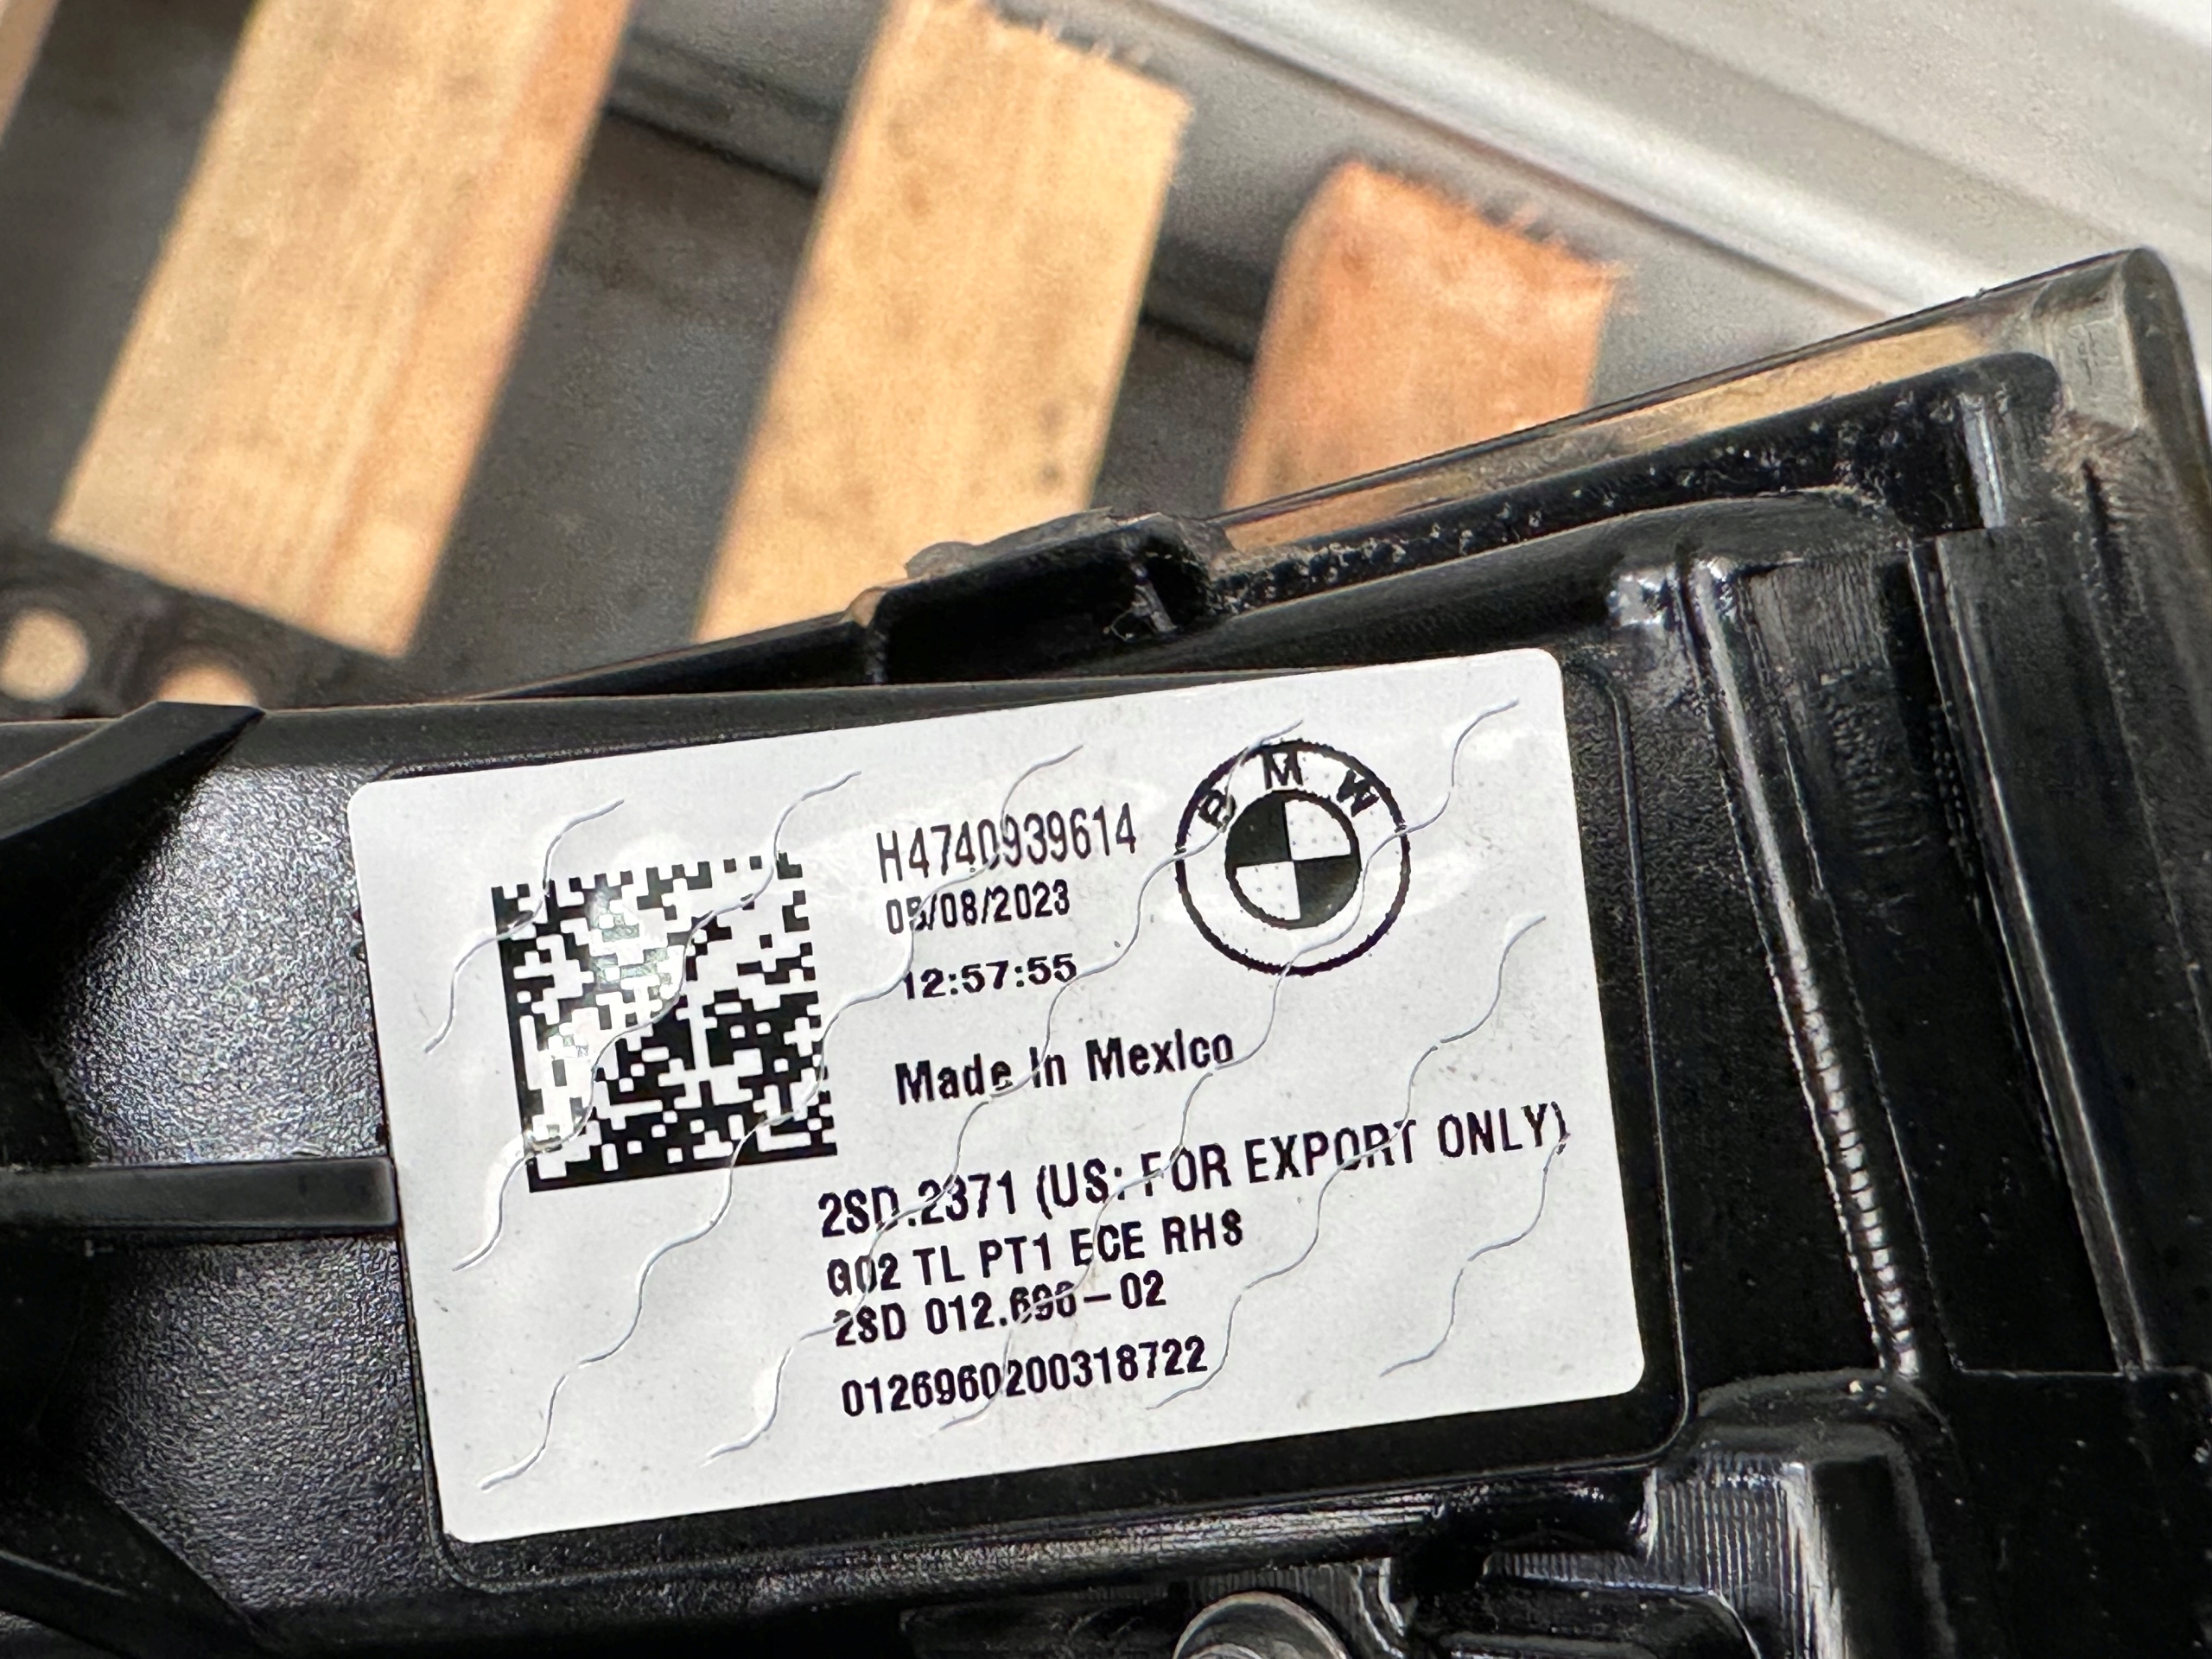 H4740939614
BMW
05/08/2023
12:57:55
Made In Mexico
2SD.2371 (US: FOR EXPORT ONLY)
G02 TL PT1 ECE RHS
2SD 012.696-02
0126960200318722